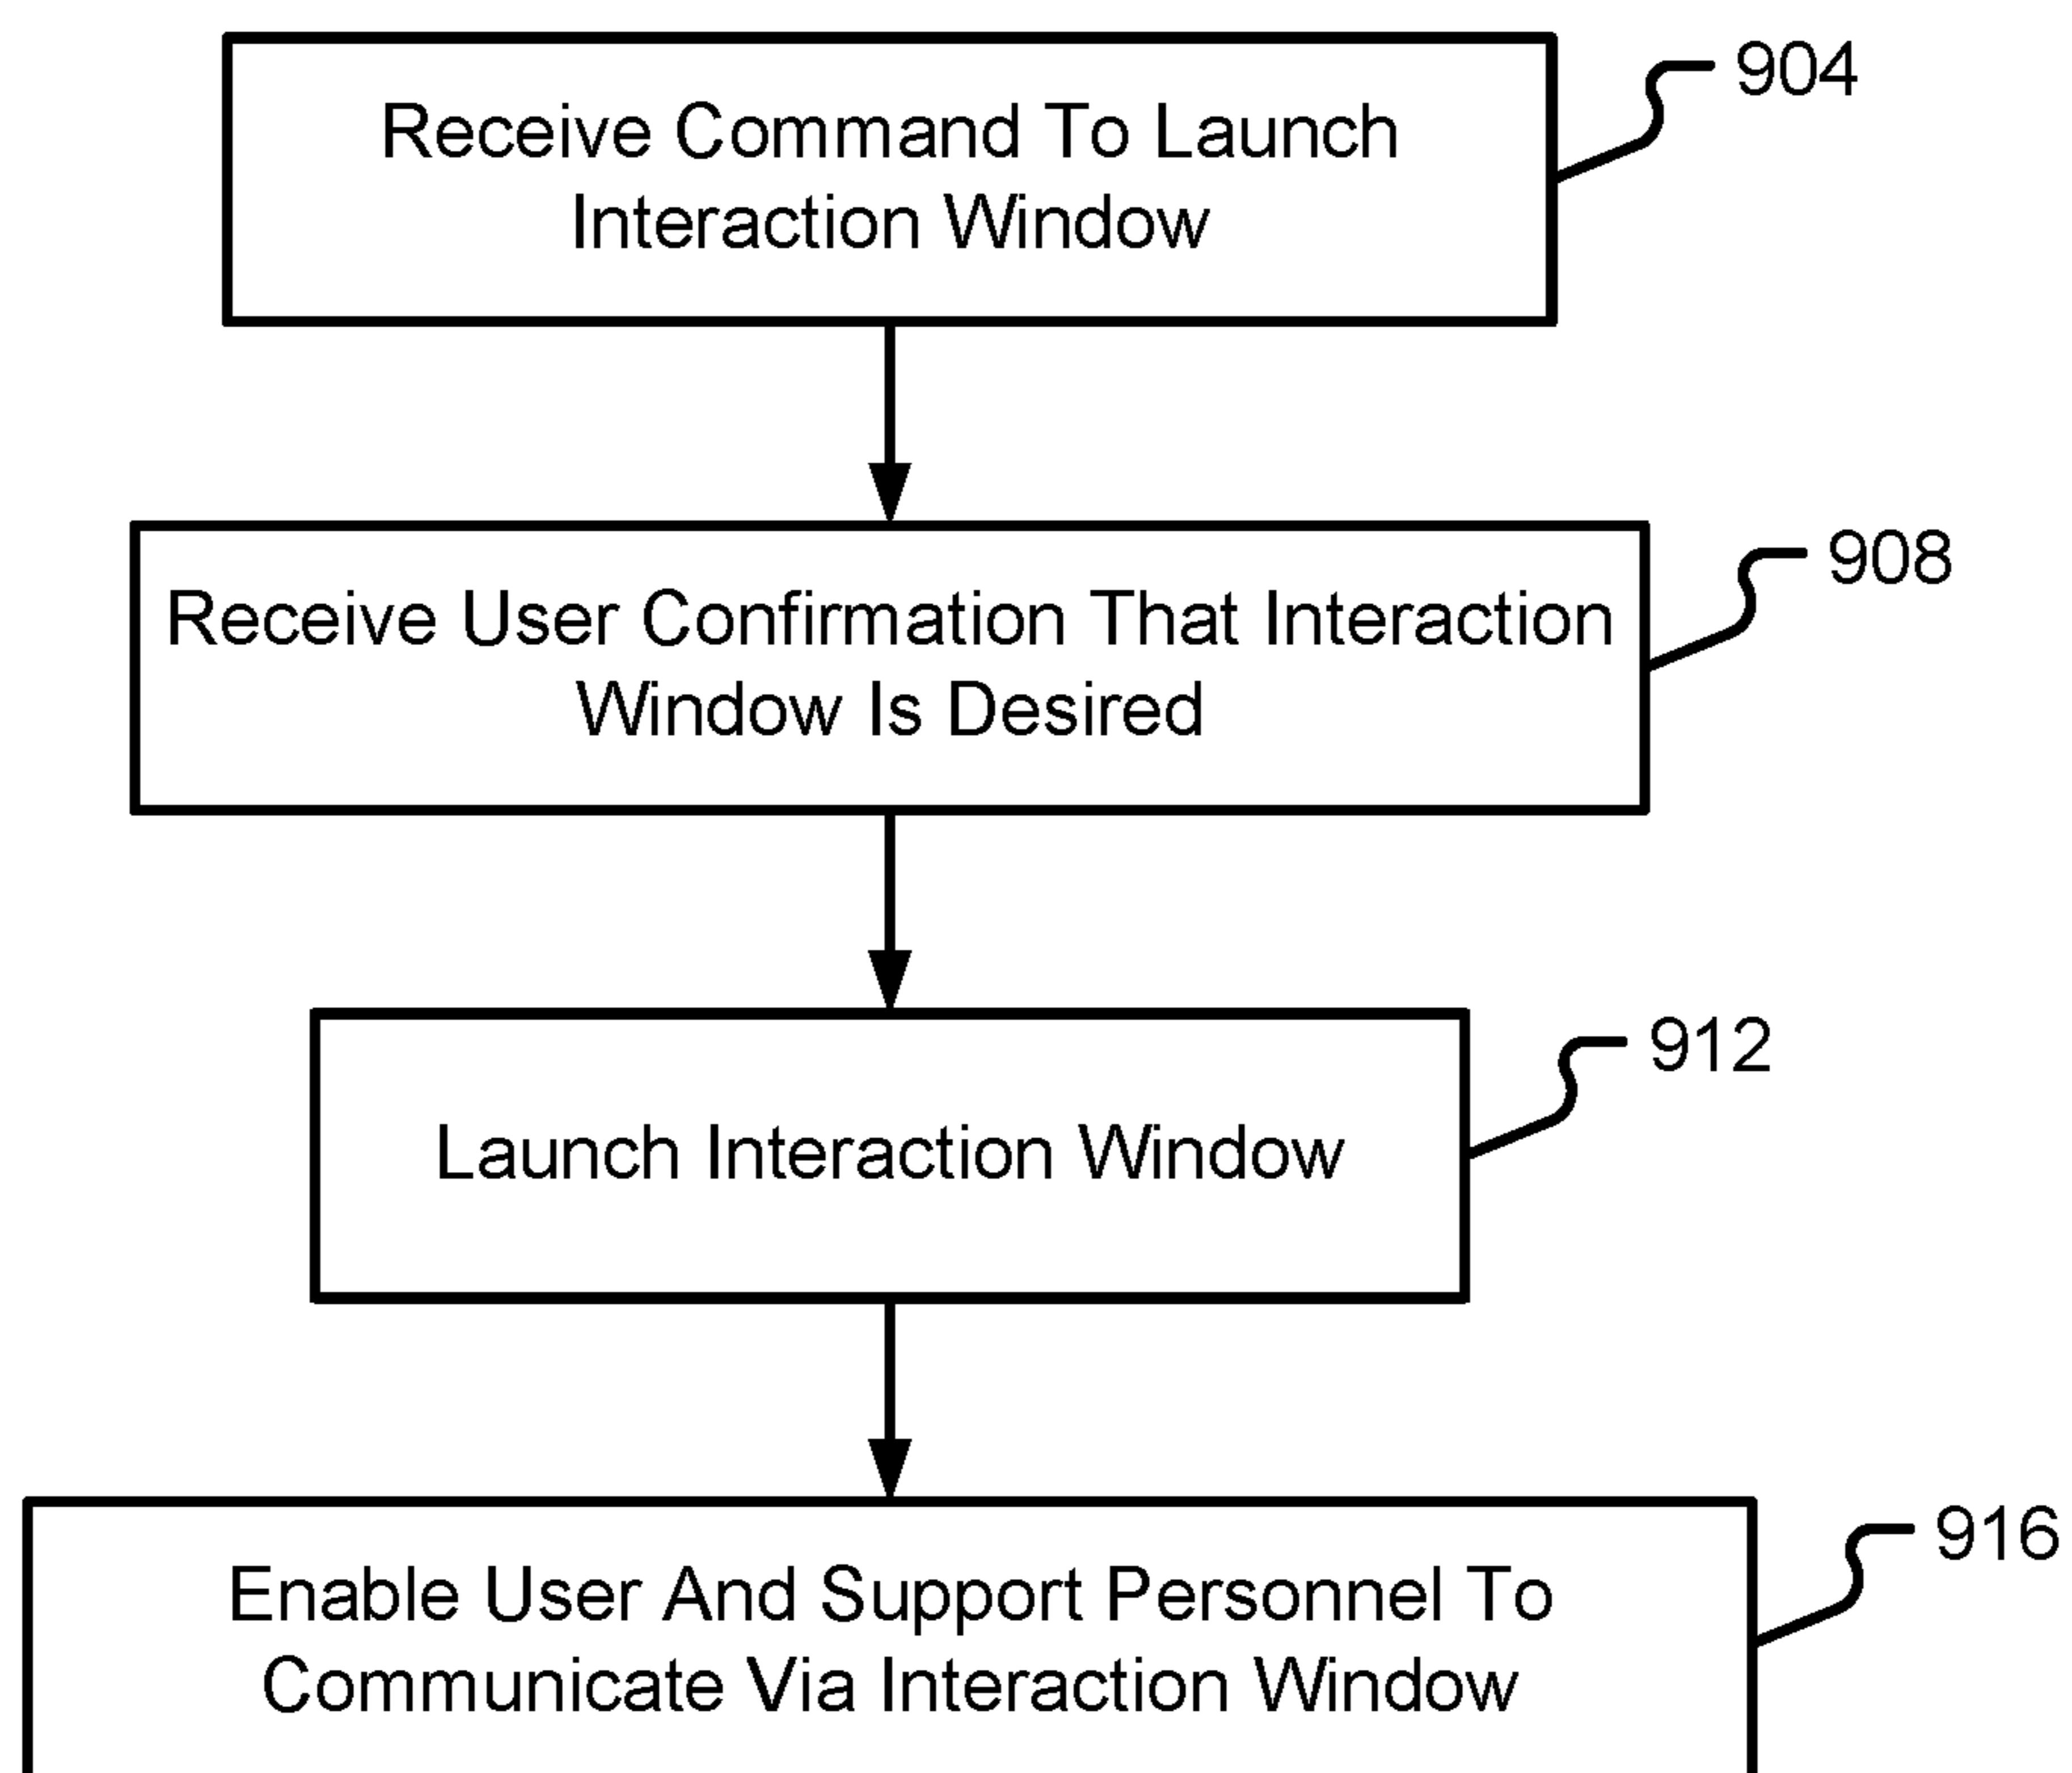 Receive Command To Launch
Interaction Window
904
Receive User Confirmation That Interaction
Window Is Desired
908
Launch Interaction Window
912
Enable User And Support Personnel To
Communicate Via Interaction Window
916